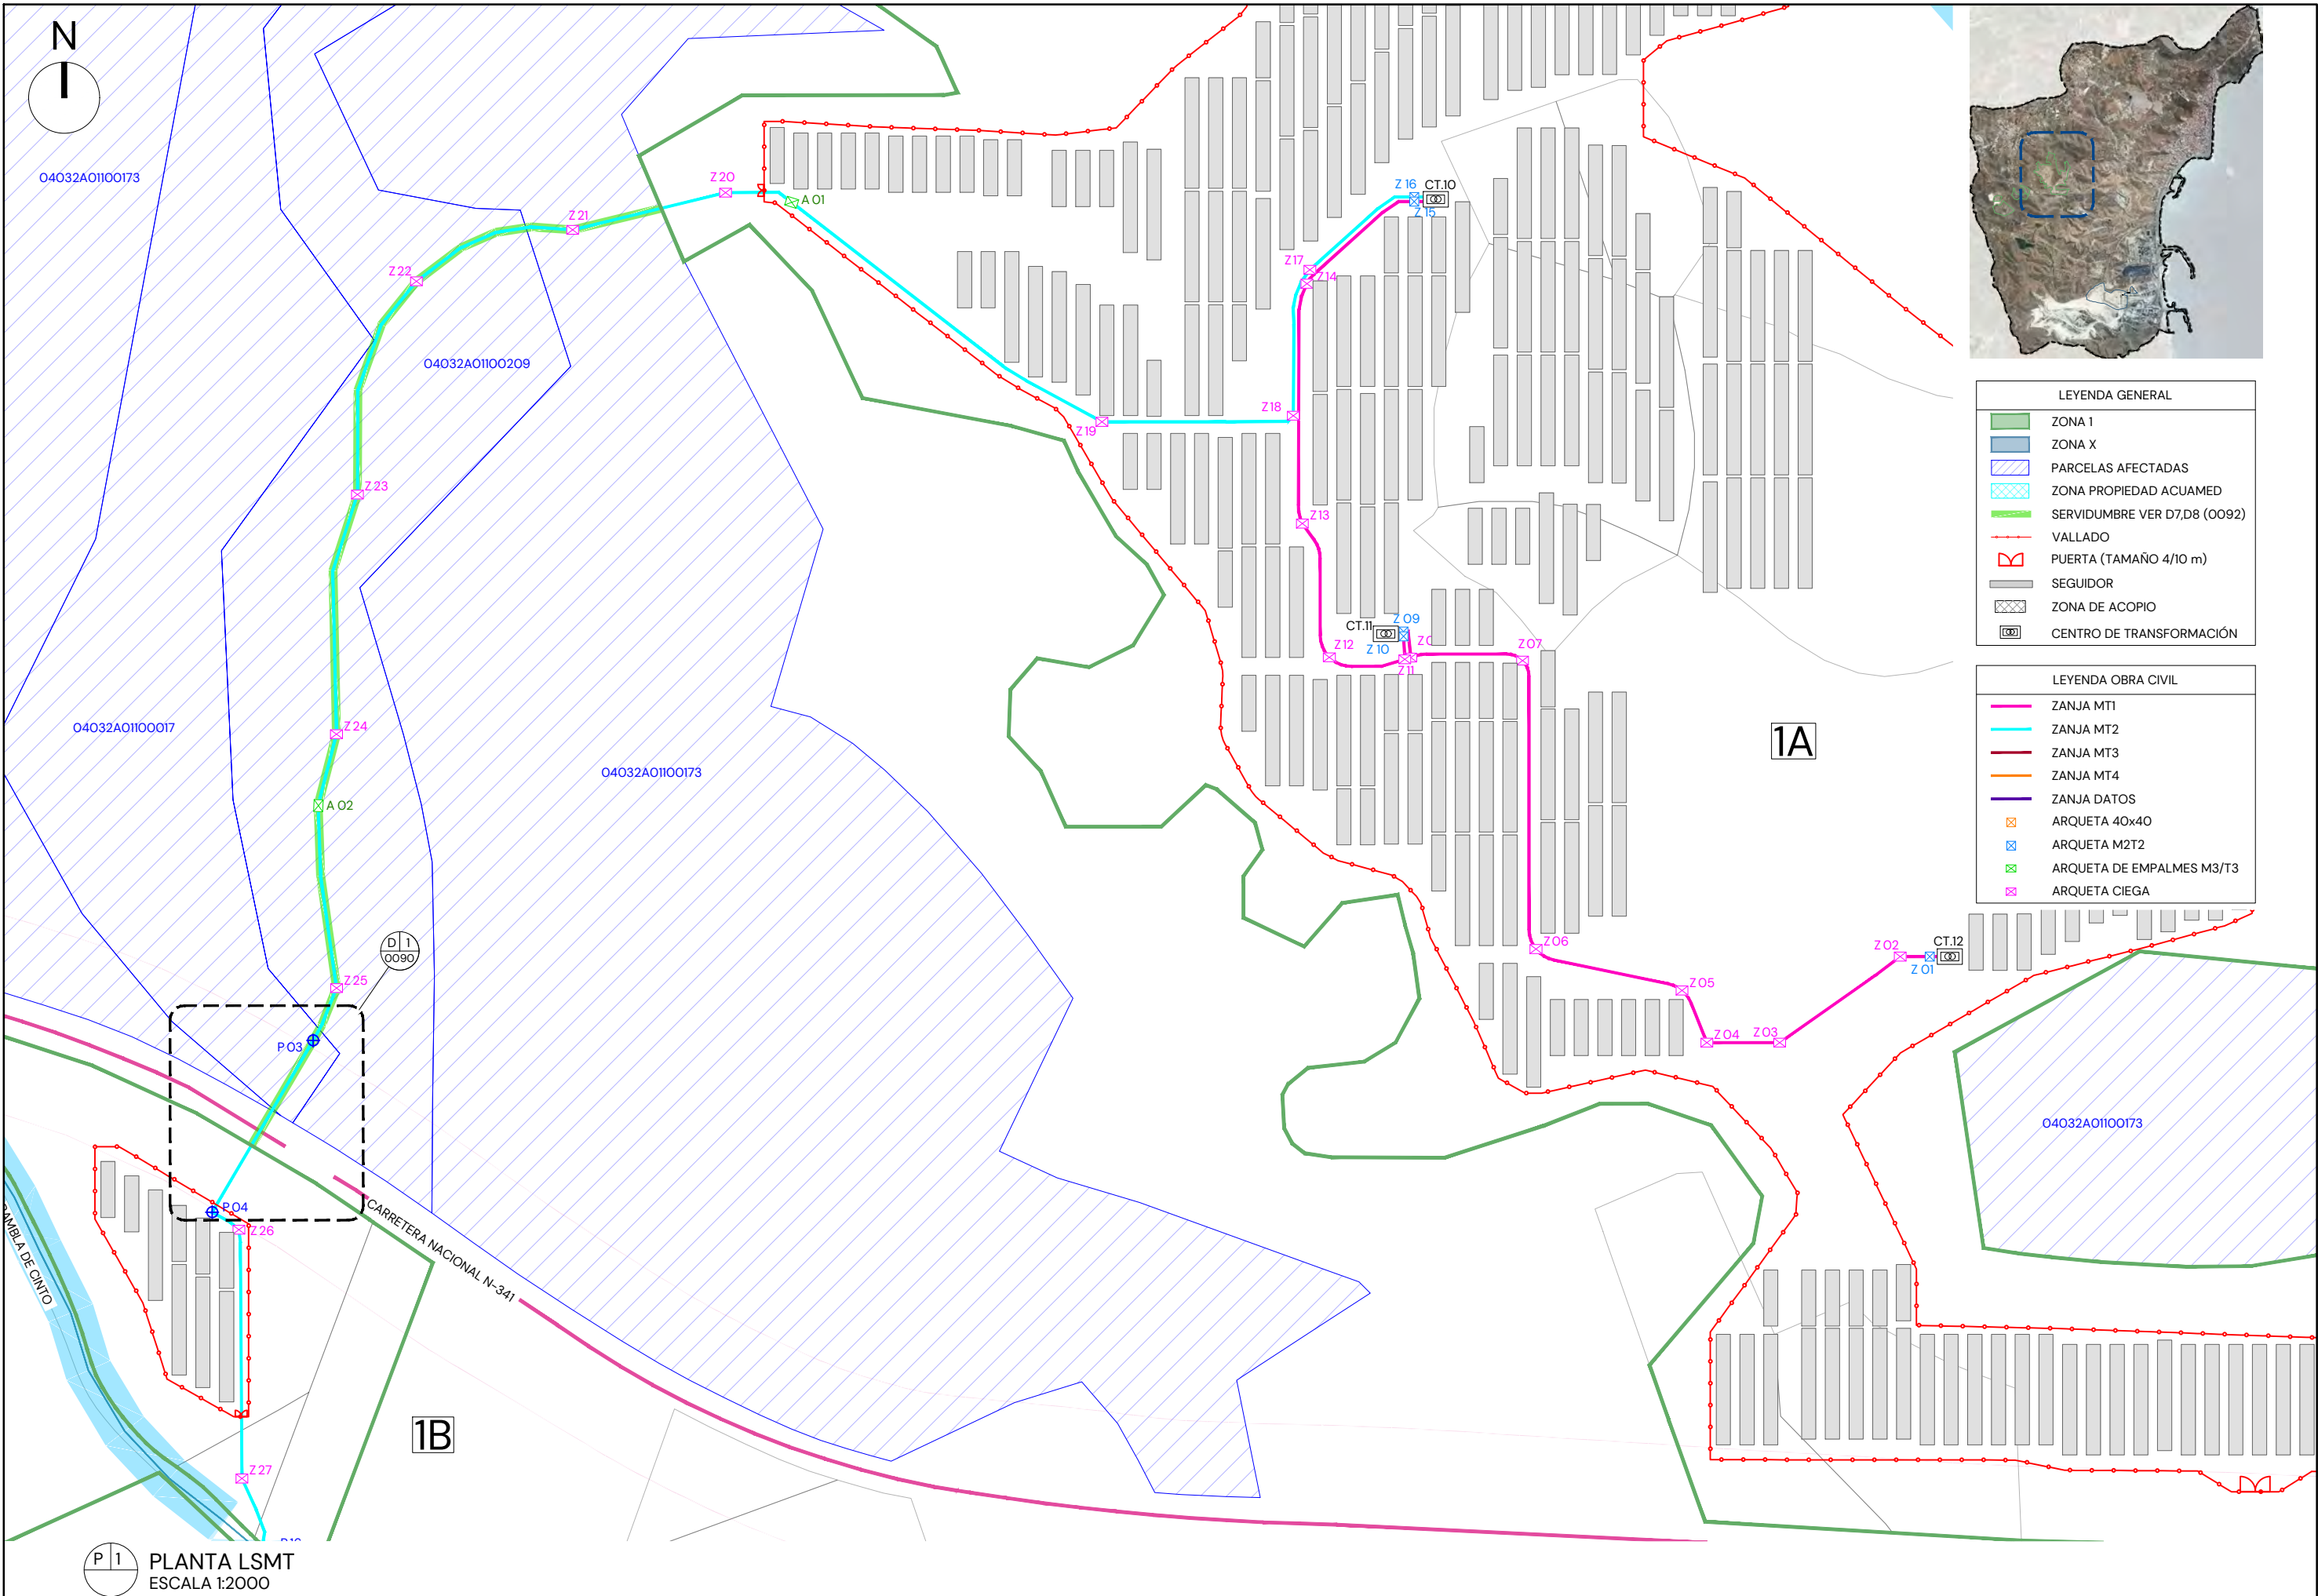 N
04032A01100173
Z 20
A 01
Z 21
Z 22
Z 16
CT.10
Z 15
Z 17
Z 14
04032A01100209
Z 18
Z 19
Z 23
Z 13
Z 09
CT.11
Z 10
Z 12
Z 11
Z 07
04032A01100017
Z 24
04032A01100173
1A
A 02
D 1
0090
Z 25
Z 06
Z 05
Z 04
Z 03
Z 02
CT.12
Z 01
P 03
04032A01100173
P 04
Z 26
CARRETERA NACIONAL N-341
RAMBLA DE CINTO
1B
Z 27
P 1
PLANTA LSMT
ESCALA 1:2000
LEYENDA GENERAL
ZONA 1
ZONA X
PARCELAS AFECTADAS
ZONA PROPIEDAD ACUAMED
SERVIDUMBRE VER D7,D8 (0092)
VALLADO
PUERTA (TAMAÑO 4/10 m)
SEGUIDOR
ZONA DE ACOPIO
CENTRO DE TRANSFORMACIÓN
LEYENDA OBRA CIVIL
ZANJA MT1
ZANJA MT2
ZANJA MT3
ZANJA MT4
ZANJA DATOS
ARQUETA 40x40
ARQUETA M2T2
ARQUETA DE EMPALMES M3/T3
ARQUETA CIEGA